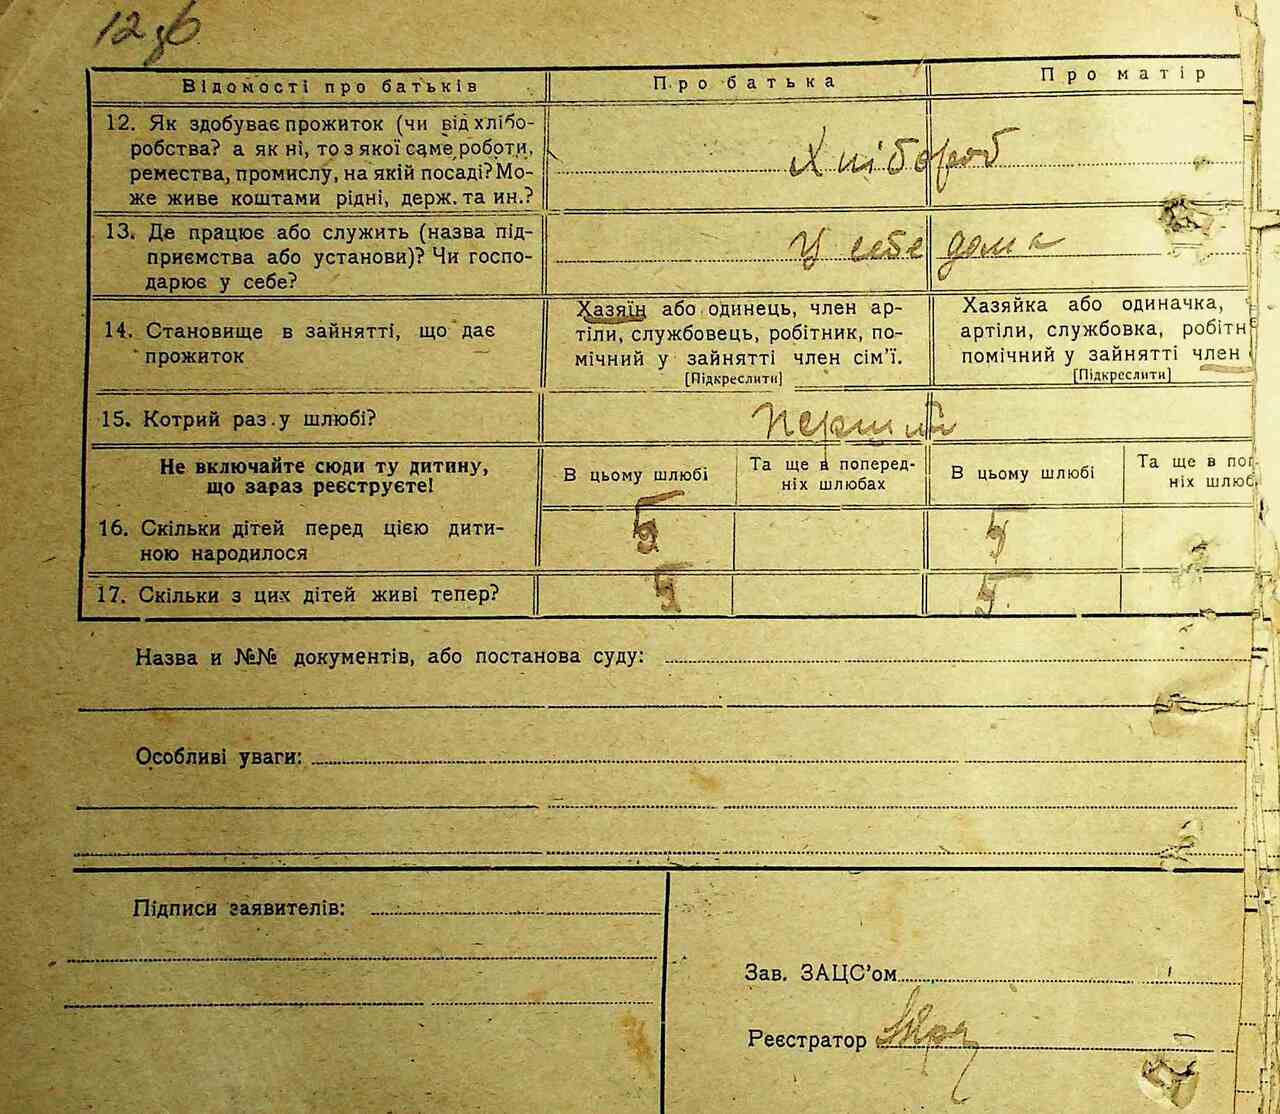 12зв
Відомості про батьків
Про батька
Про матір
12. Як здобуває прожиток (чи від хлібо-
робства? а як ні, то з якої саме роботи,
ремества, промислу, на якій посаді? Мо-
же живе коштами рідні, держ. та ин.?
Хлібороб
13. Де працює або служить (назва під-
приємства або установи)? Чи госпо-
дарює у себе?
У себе дома
14. Становище в зайнятті, що дає
прожиток
Хазяїн або одинець, член ар-
тіли, службовець, робітник, по-
мічний у зайнятті член сім’ї.
[Підкреслити]
Хазяйка або одиначка,
артіли, службовка, робітн
помічний у зайнятті член
[Підкреслити]
15. Котрий раз у шлюбі?
перший
Не включайте сюди ту дитину,
що зараз реєструєте!
В цьому шлюбі
Та ще в поперед-
ніх шлюбах
В цьому шлюбі
Та ще в поп
ніх шлюб
16. Скільки дітей перед цією дити-
ною народилося
5
5
17. Скільки з цих дітей живі тепер?
5
5
Назва и №№ документів, або постанова суду:
Особливі уваги:
Підписи заявителів:
Зав. ЗАЦС’ом
Реєстратор